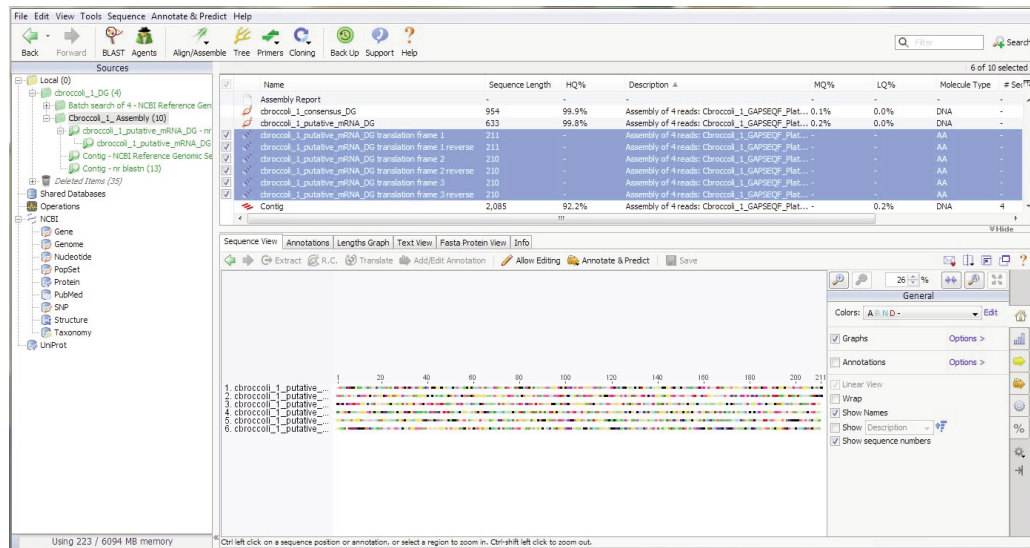 File Edit View Tools Sequence Annotate & Predict Help
Back Forward BLAST Agents Align/Assemble Tree Primers Cloning Back Up Support Help
Filter Search
Sources
6 of 10 selected
Local (0)
cbroccoli_1_DG (4)
Batch search of 4 - NCBI Reference Gen
Cbroccoli_1_Assembly (10)
cbroccoli_1_putative_mRNA_DG - nr
cbroccoli_1_putative_mRNA_DG
Contig - NCBI Reference Genomic Se
Contig - nr blastn (13)
Deleted Items (35)
Shared Databases
Operations
NCBI
Gene
Genome
Nucleotide
PopSet
Protein
PubMed
SNP
Structure
Taxonomy
UniProt
Using 223 / 6094 MB memory
Name Sequence Length HQ% Description MQ% LQ% Molecule Type # Se
Assembly Report - - - - - - -
cbroccoli_1_consensus_DG 954 99.9% Assembly of 4 reads: Cbroccoli_1_GAPSEQF_Plat... 0.1% 0.0% DNA -
cbroccoli_1_putative_mRNA_DG 633 99.8% Assembly of 4 reads: Cbroccoli_1_GAPSEQF_Plat... 0.2% 0.0% DNA -
cbroccoli_1_putative_mRNA_DG translation frame 1 211 - Assembly of 4 reads: Cbroccoli_1_GAPSEQF_Plat... - - AA -
cbroccoli_1_putative_mRNA_DG translation frame 1 reverse 211 - Assembly of 4 reads: Cbroccoli_1_GAPSEQF_Plat... - - AA -
cbroccoli_1_putative_mRNA_DG translation frame 2 210 - Assembly of 4 reads: Cbroccoli_1_GAPSEQF_Plat... - - AA -
cbroccoli_1_putative_mRNA_DG translation frame 2 reverse 210 - Assembly of 4 reads: Cbroccoli_1_GAPSEQF_Plat... - - AA -
cbroccoli_1_putative_mRNA_DG translation frame 3 210 - Assembly of 4 reads: Cbroccoli_1_GAPSEQF_Plat... - - AA -
cbroccoli_1_putative_mRNA_DG translation frame 3 reverse 210 - Assembly of 4 reads: Cbroccoli_1_GAPSEQF_Plat... - - AA -
Contig 2,085 92.2% Assembly of 4 reads: Cbroccoli_1_GAPSEQF_Plat... - 0.2% DNA 4
Hide
Sequence View Annotations Lengths Graph Text View Fasta Protein View Info
Extract R.C. Translate Add/Edit Annotation Allow Editing Annotate & Predict Save
1 20 40 60 80 100 120 140 160 180 200 211
1. cbroccoli_1_putative_...
2. cbroccoli_1_putative_...
3. cbroccoli_1_putative_...
4. cbroccoli_1_putative_...
5. cbroccoli_1_putative_...
6. cbroccoli_1_putative_...
26 %
General
Colors: A R N D - Edit
Graphs Options >
Annotations Options >
Linear View
Wrap
Show Names
Show Description
Show sequence numbers
Ctrl left click on a sequence position or annotation, or select a region to zoom in. Ctrl-shift left click to zoom out.